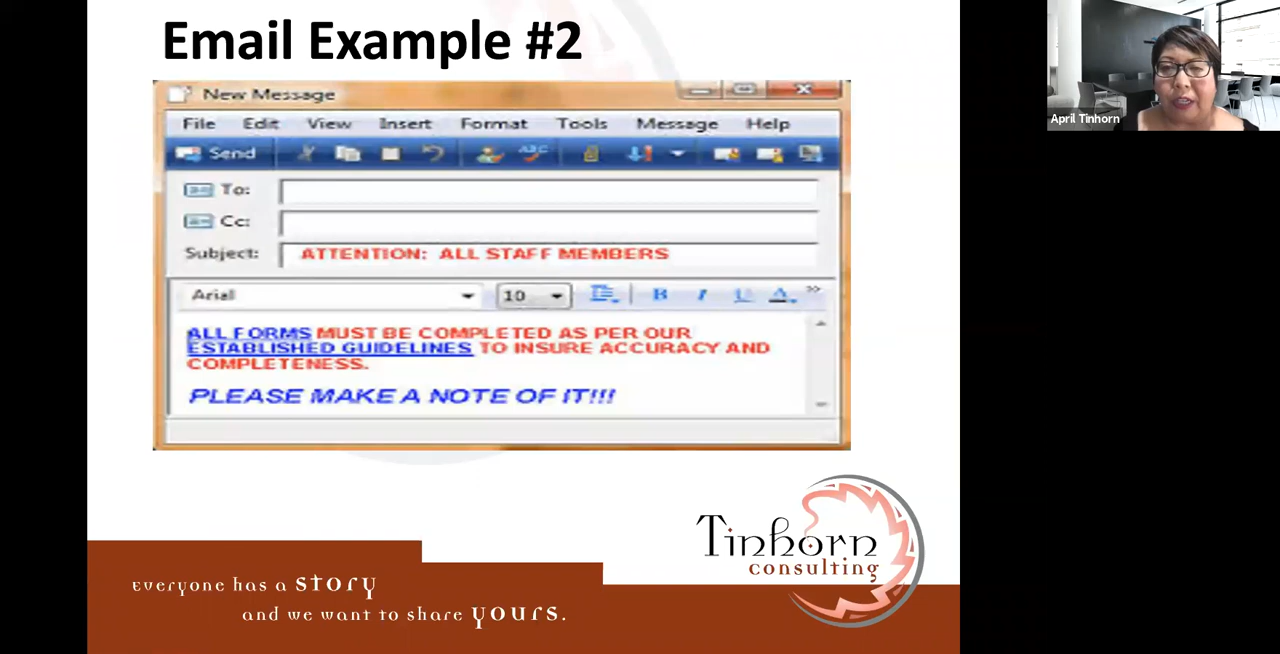 Email Example #2
New Message
File Edit View Insert Format Tools Message Help
Send ABC
To:
Cc:
Subject: ATTENTION: ALL STAFF MEMBERS
Arial 10 B I U A
ALL FORMS MUST BE COMPLETED AS PER OUR
ESTABLISHED GUIDELINES TO INSURE ACCURACY AND
COMPLETENESS.
PLEASE MAKE A NOTE OF IT!!!
Tinhorn
consulting
everyone has a story
and we want to share yours.
April Tinhorn